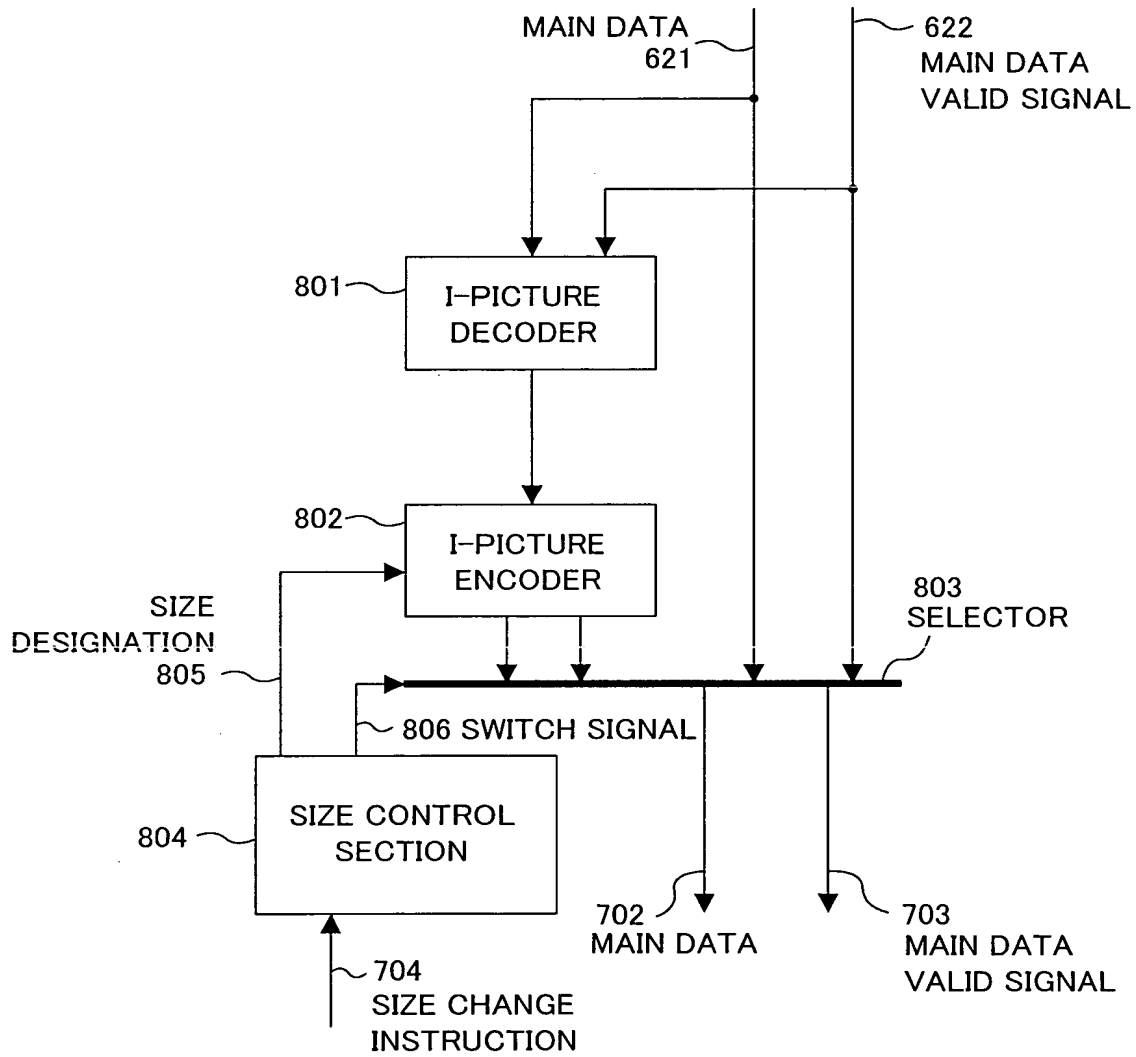 MAIN DATA
621
622
MAIN DATA
VALID SIGNAL
801
I-PICTURE
DECODER
802
I-PICTURE
ENCODER
803
SELECTOR
SIZE
DESIGNATION
805
806 SWITCH SIGNAL
804
SIZE CONTROL
SECTION
702
MAIN DATA
703
MAIN DATA
VALID SIGNAL
704
SIZE CHANGE
INSTRUCTION